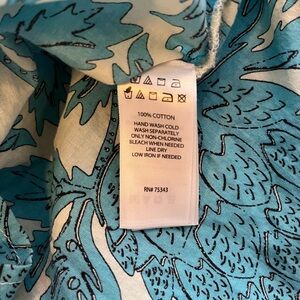 100% COTTON
HAND WASH COLD
WASH SEPARATELY
ONLY NON-CHLORINE
BLEACH WHEN NEEDED
LINE DRY
LOW IRON IF NEEDED
RN# 75343